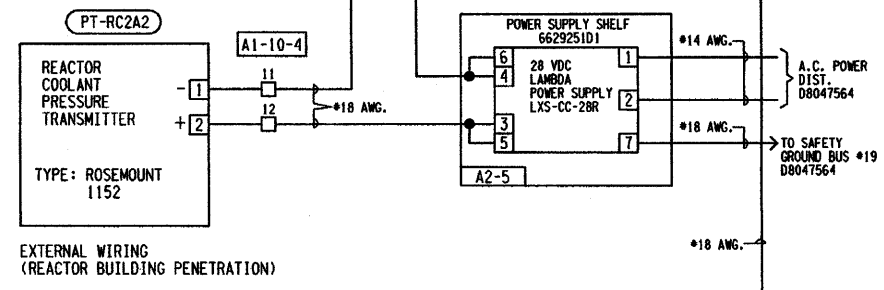 PT-RC2A2
A1-10-4
REACTOR
COOLANT
PRESSURE
TRANSMITTER
- 1
+ 2
11
12
*18 AWG.
TYPE: ROSEMOUNT
1152
EXTERNAL WIRING
(REACTOR BUILDING PENETRATION)
POWER SUPPLY SHELF
6629251D1
6
4
3
5
28 VDC
LAMBDA
POWER SUPPLY
LXS-CC-28R
1
2
7
A2-5
*14 AWG.
A.C. POWER
DIST.
D8047564
*18 AWG.
TO SAFETY
GROUND BUS *19
D8047564
*18 AWG.